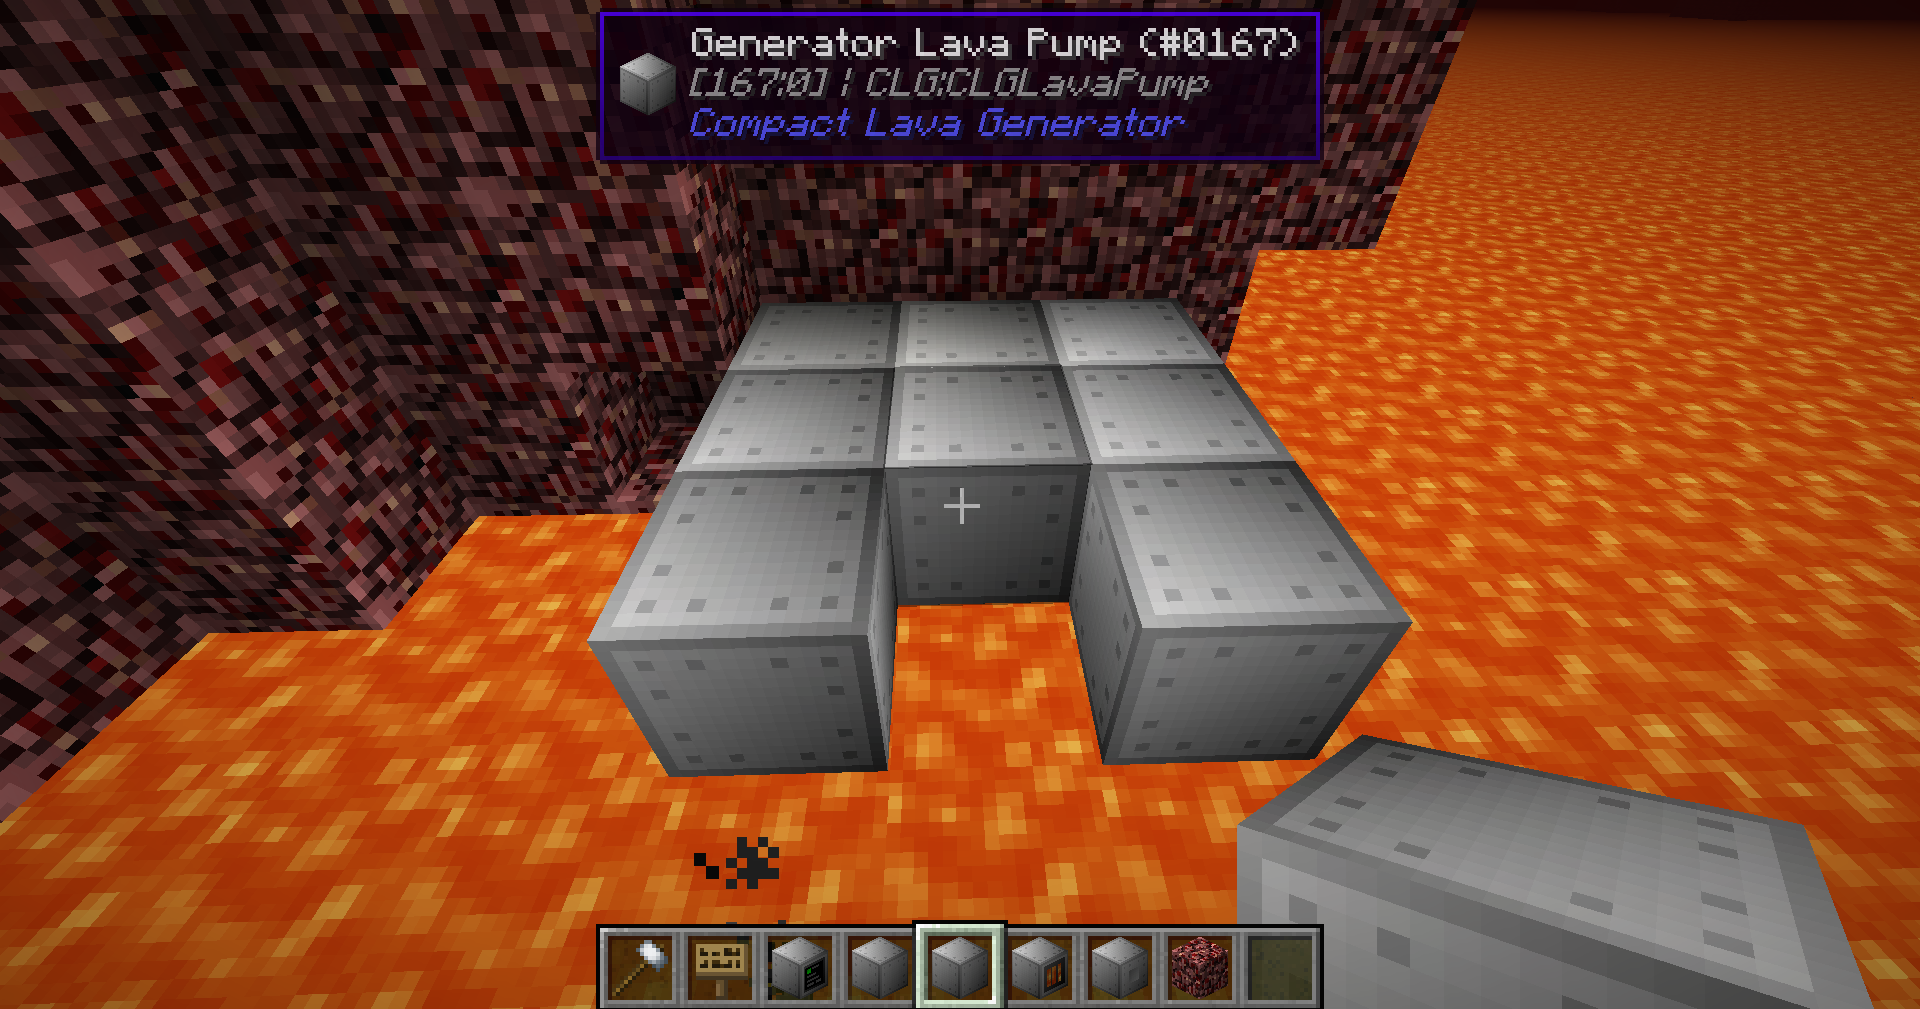 Generator Lava Pump (#0167)
[167:0] | CLG:CLGLavaPump
Compact Lava Generator